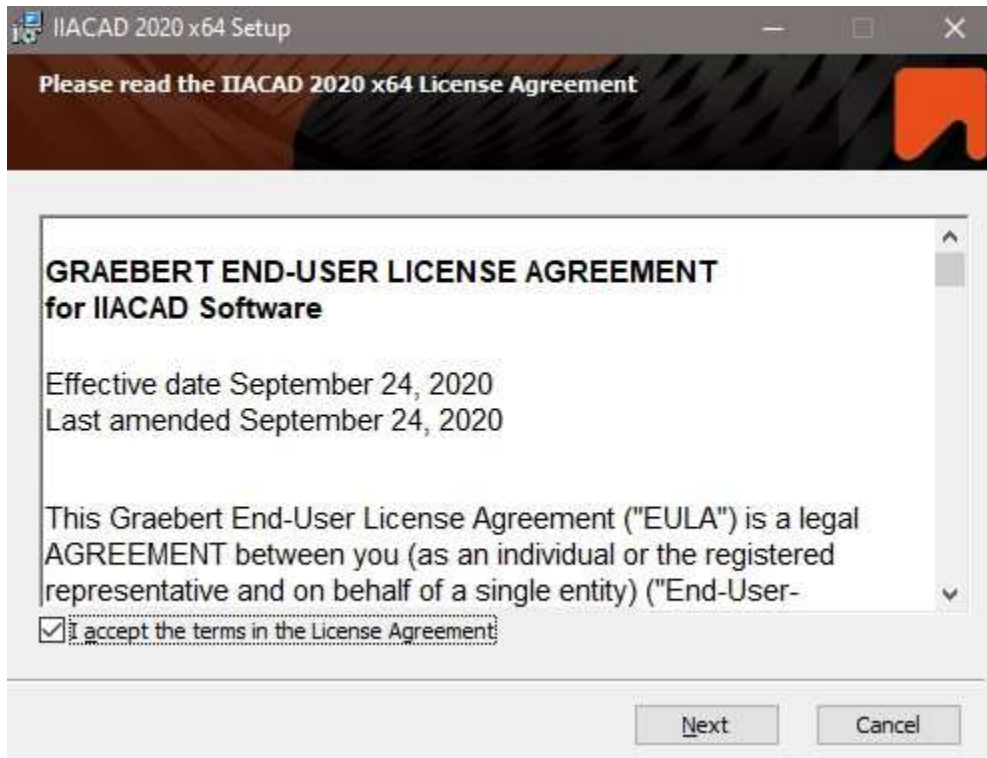 IIACAD 2020 x64 Setup
Please read the IIACAD 2020 x64 License Agreement
GRAEBERT END-USER LICENSE AGREEMENT
for IIACAD Software
Effective date September 24, 2020
Last amended September 24, 2020
This Graebert End-User License Agreement ("EULA") is a legal
AGREEMENT between you (as an individual or the registered
representative and on behalf of a single entity) ("End-User-
I accept the terms in the License Agreement
Next Cancel